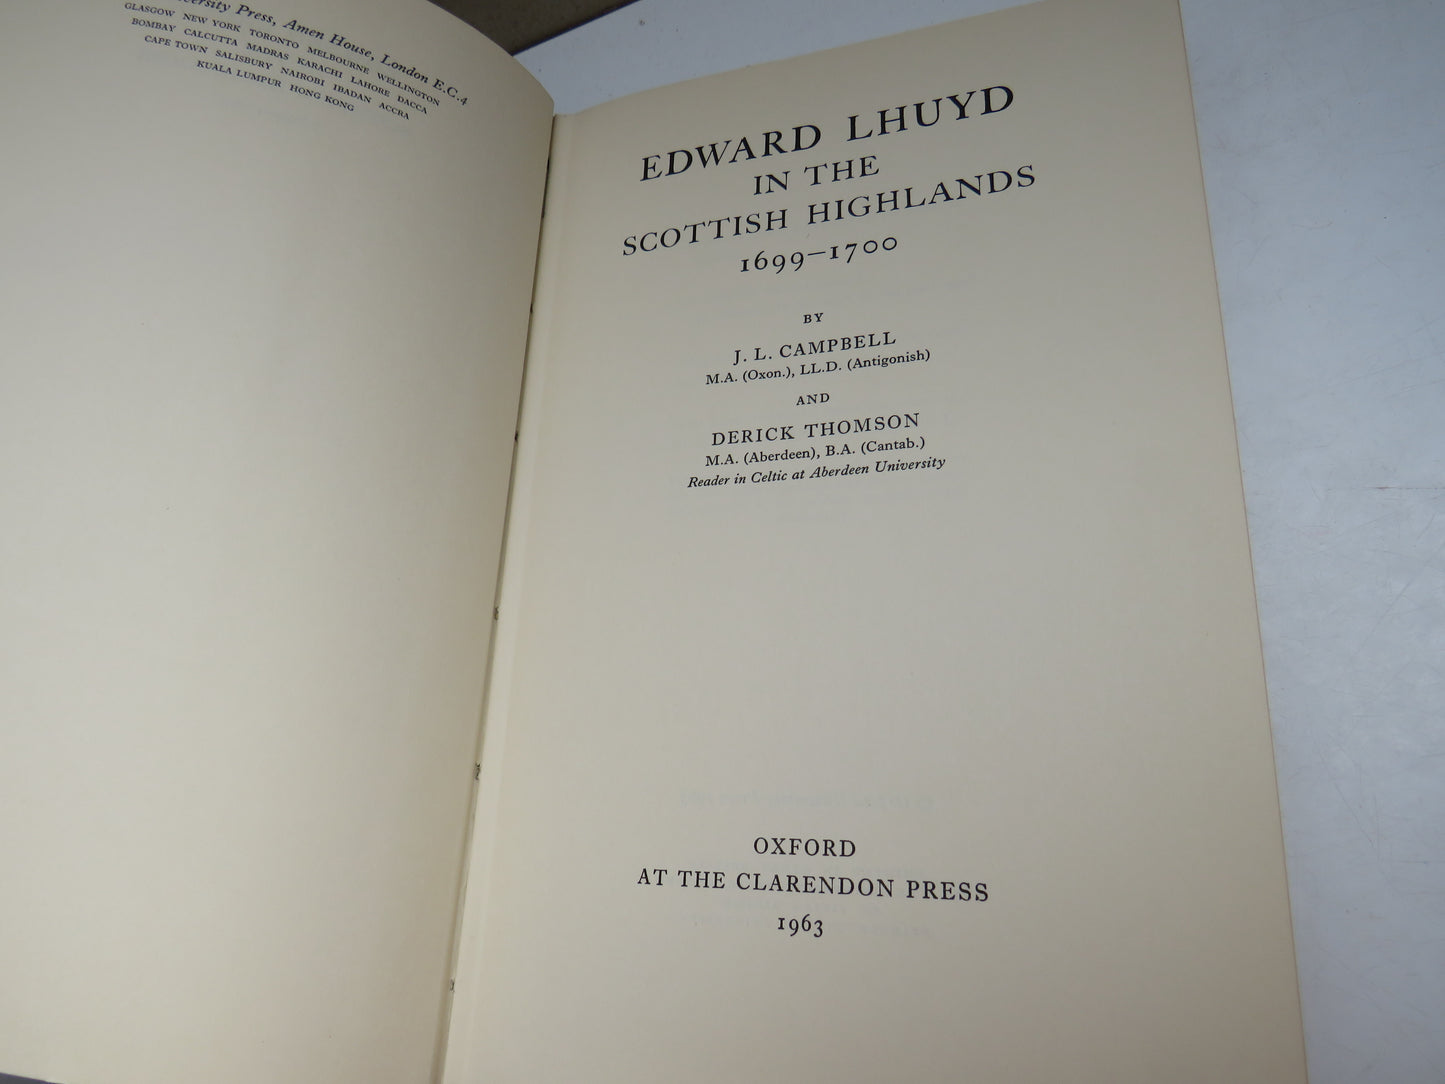 Press, Amen House, London E.C.4
GLASGOW NEW YORK TORONTO MELBOURNE WELLINGTON
BOMBAY CALCUTTA MADRAS KARACHI LAHORE DACCA
CAPE TOWN SALISBURY NAIROBI IBADAN ACCRA
KUALA LUMPUR HONG KONG
EDWARD LHUYD
IN THE
SCOTTISH HIGHLANDS
1699–1700
BY
J. L. CAMPBELL
M.A. (Oxon.), LL.D. (Antigonish)
AND
DERICK THOMSON
M.A. (Aberdeen), B.A. (Cantab.)
Reader in Celtic at Aberdeen University
OXFORD
AT THE CLARENDON PRESS
1963